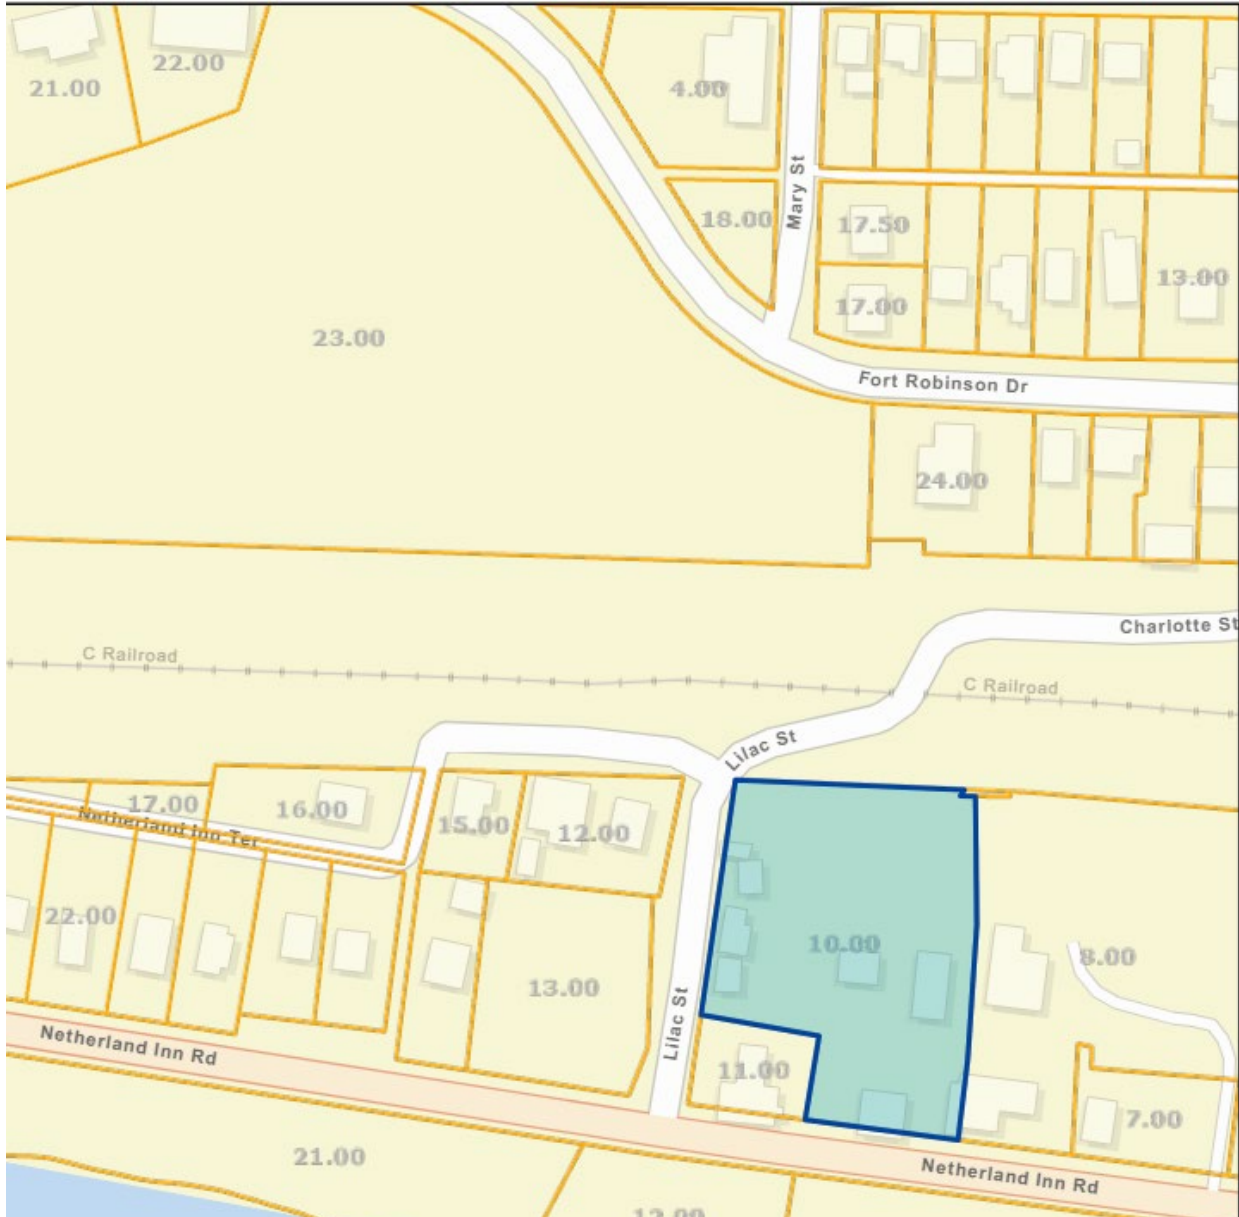 22.00
21.00
4.00
Mary St
18.00
17.50
13.00
17.00
23.00
Fort Robinson Dr
24.00
Charlotte St
C Railroad
C Railroad
Lilac St
17.00
16.00
Netherland Inn Ter
15.00
12.00
22.00
10.00
8.00
13.00
Lilac St
Netherland Inn Rd
11.00
7.00
21.00
Netherland Inn Rd